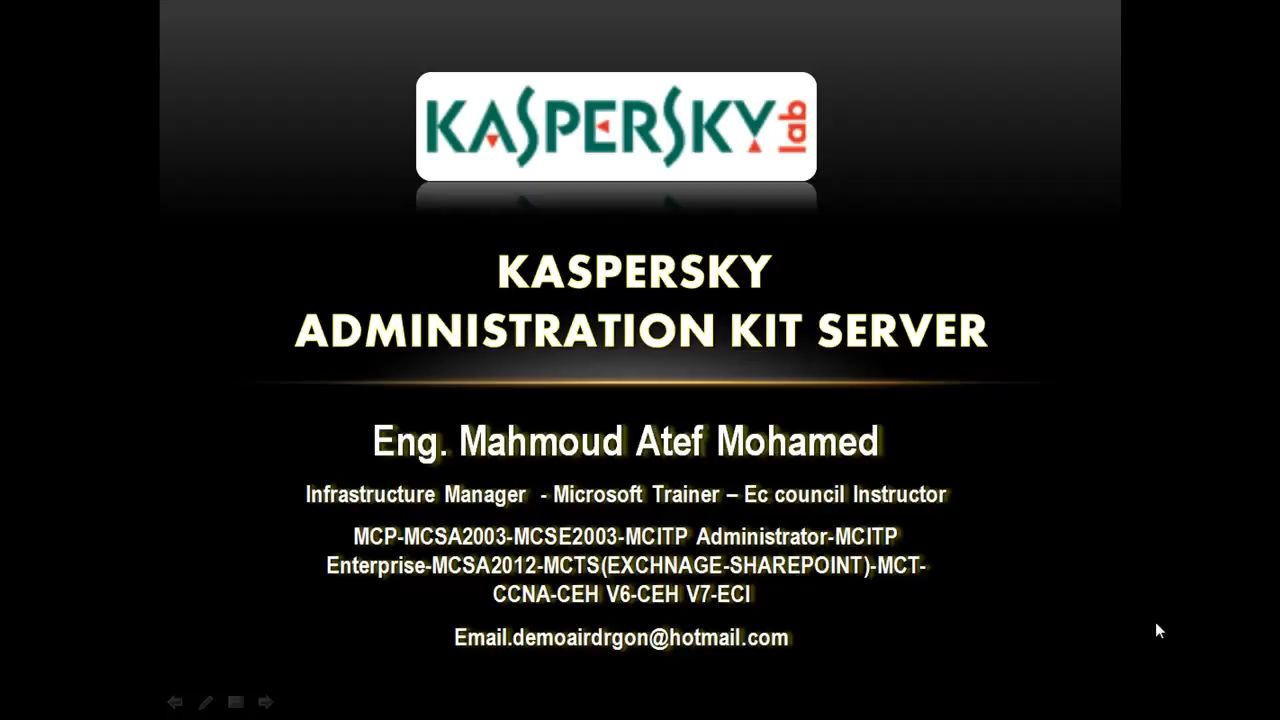 KASPERSKY lab
KASPERSKY
ADMINISTRATION KIT SERVER
Eng. Mahmoud Atef Mohamed
Infrastructure Manager - Microsoft Trainer – Ec council Instructor
MCP-MCSA2003-MCSE2003-MCITP Administrator-MCITP
Enterprise-MCSA2012-MCTS(EXCHNAGE-SHAREPOINT)-MCT-
CCNA-CEH V6-CEH V7-ECI
Email.demoairdrgon@hotmail.com